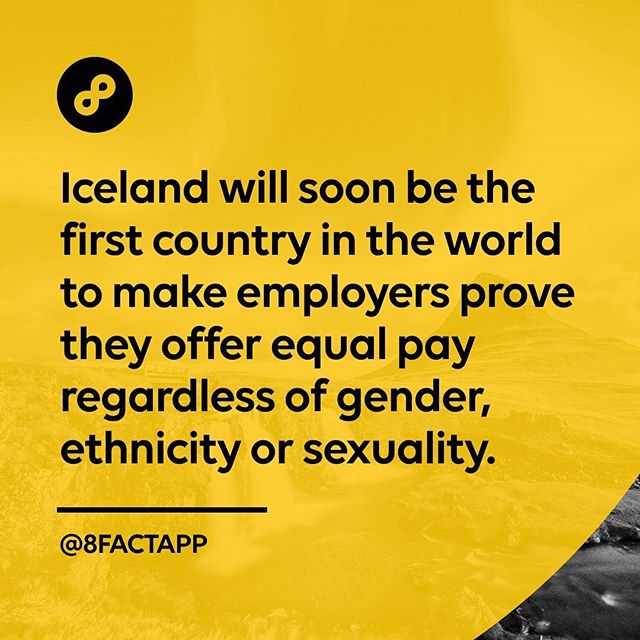 Iceland will soon be the
first country in the world
to make employers prove
they offer equal pay
regardless of gender,
ethnicity or sexuality.
@8FACTAPP